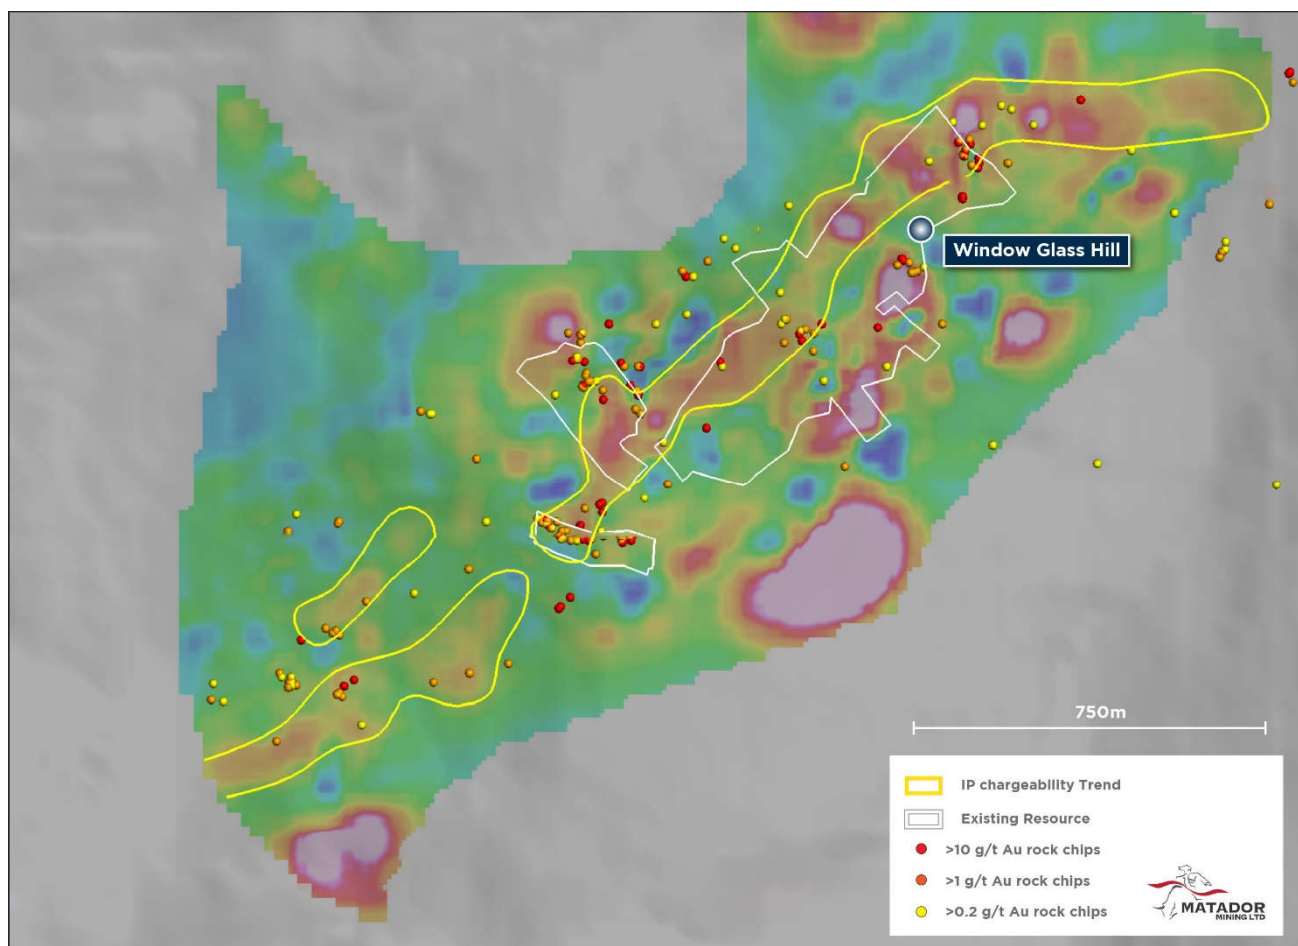 Window Glass Hill
750m
IP chargeability Trend
Existing Resource
>10 g/t Au rock chips
>1 g/t Au rock chips
>0.2 g/t Au rock chips
MATADOR
MINING LTD